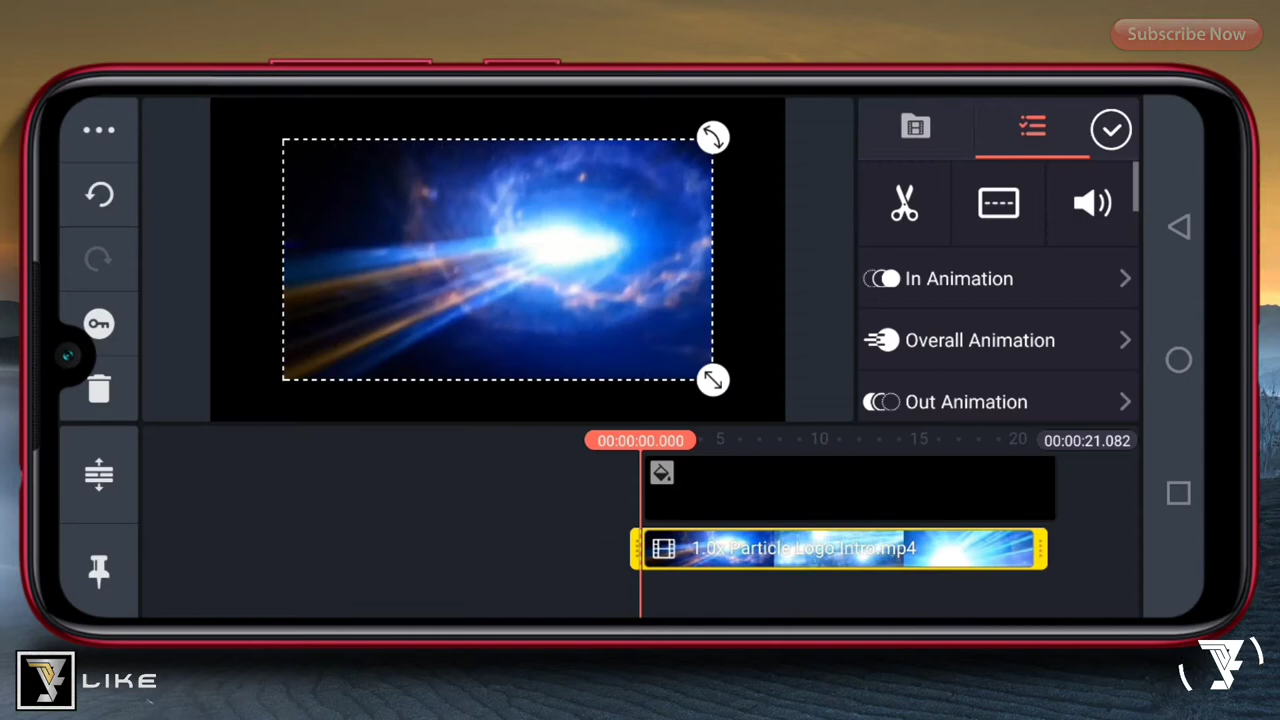 Subscribe Now
In Animation
Overall Animation
Out Animation
00:00:00.000
5
10
15
20
00:00:21.082
1.0x Particle Logo Intro.mp4
LIKE